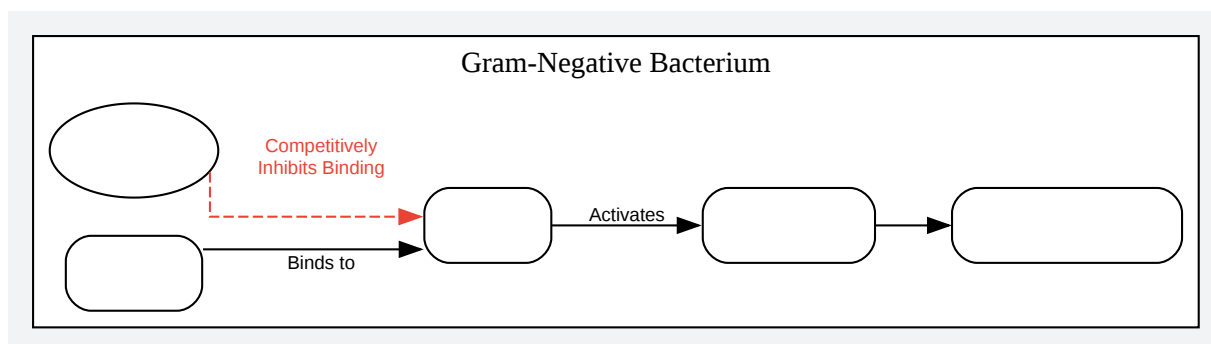 Gram-Negative Bacterium
Competitively
Inhibits Binding
Activates
Binds to